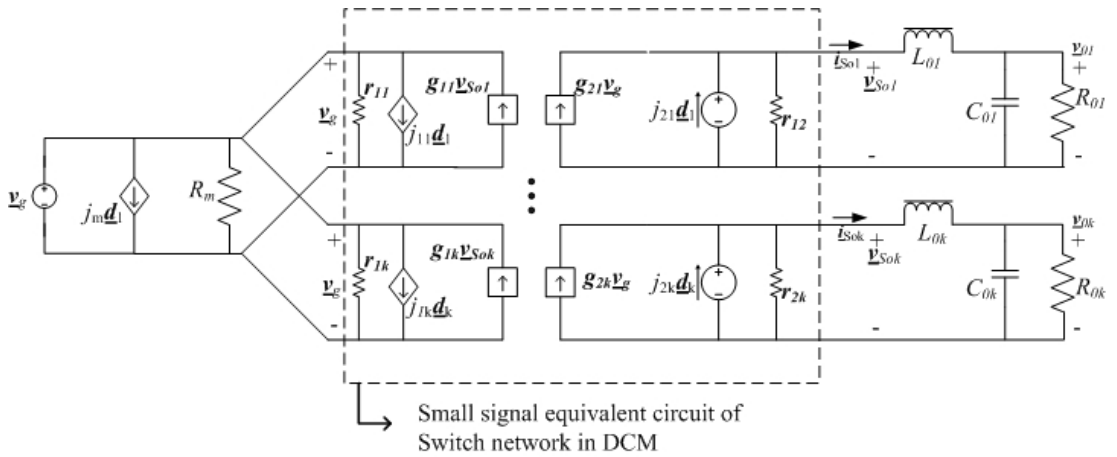 v_g
j_m d_1
R_m
+
v_g
-
r_11
j_11 d_1
g_11 v_So1
g_21 v_g
j_21 d_1
r_12
i_So1
+
v_So1
-
L_01
C_01
v_01
+
R_01
-
+
v_g
-
r_1k
j_1k d_k
g_1k v_Sok
g_2k v_g
j_2k d_k
r_2k
i_Sok
+
v_Sok
-
L_0k
C_0k
v_0k
+
R_0k
-
Small signal equivalent circuit of
Switch network in DCM